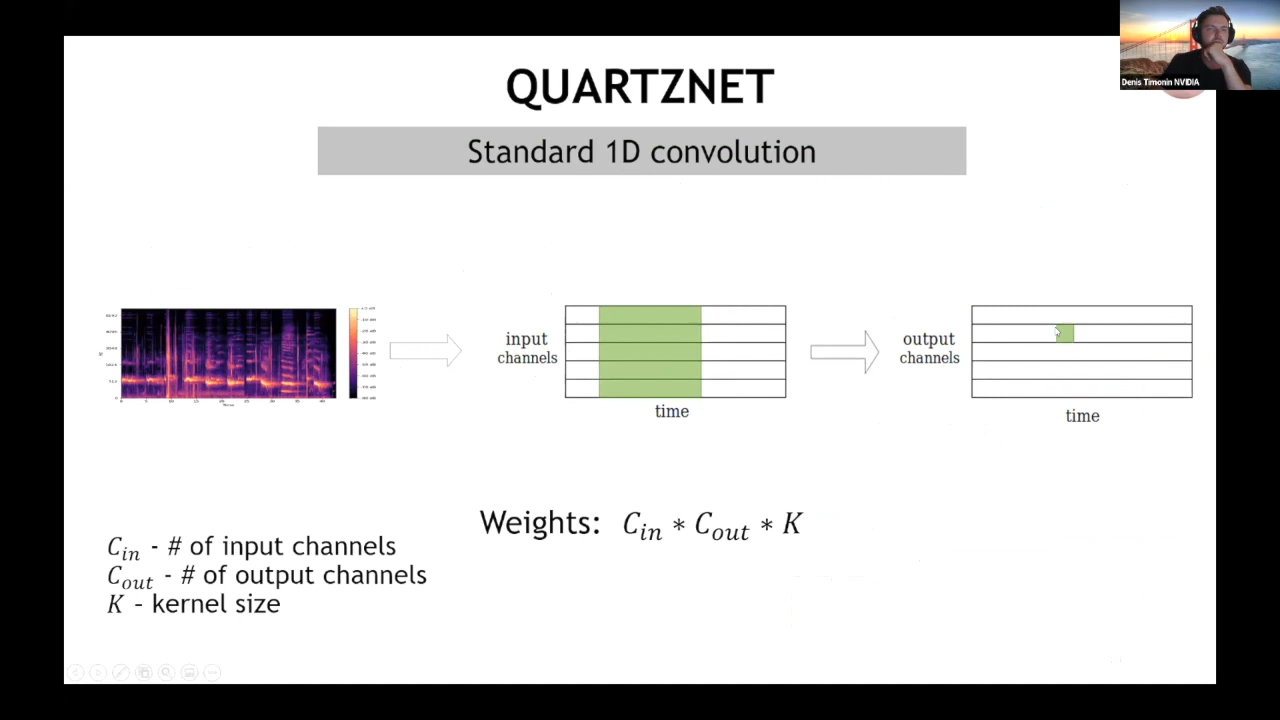 Denis Timonin NVIDIA
QUARTZNET
Standard 1D convolution
input
channels
time
output
channels
time
Weights: C_in * C_out * K
C_in - # of input channels
C_out - # of output channels
K - kernel size